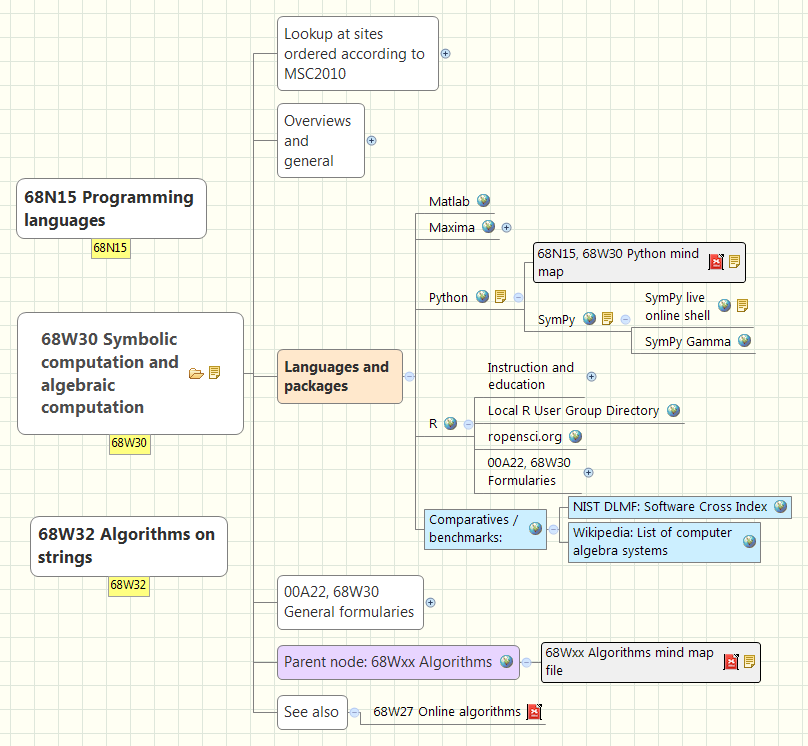 Lookup at sites
ordered according to
MSC2010
Overviews
and
general
68N15 Programming
languages
68N15
68W30 Symbolic
computation and
algebraic
computation
68W30
68W32 Algorithms on
strings
68W32
Languages and
packages
Matlab
Maxima
Python
68N15, 68W30 Python mind
map
SymPy
SymPy live
online shell
SymPy Gamma
R
Instruction and
education
Local R User Group Directory
ropensci.org
00A22, 68W30
Formularies
Comparatives /
benchmarks:
NIST DLMF: Software Cross Index
Wikipedia: List of computer
algebra systems
00A22, 68W30
General formularies
Parent node: 68Wxx Algorithms
68Wxx Algorithms mind map
file
See also
68W27 Online algorithms